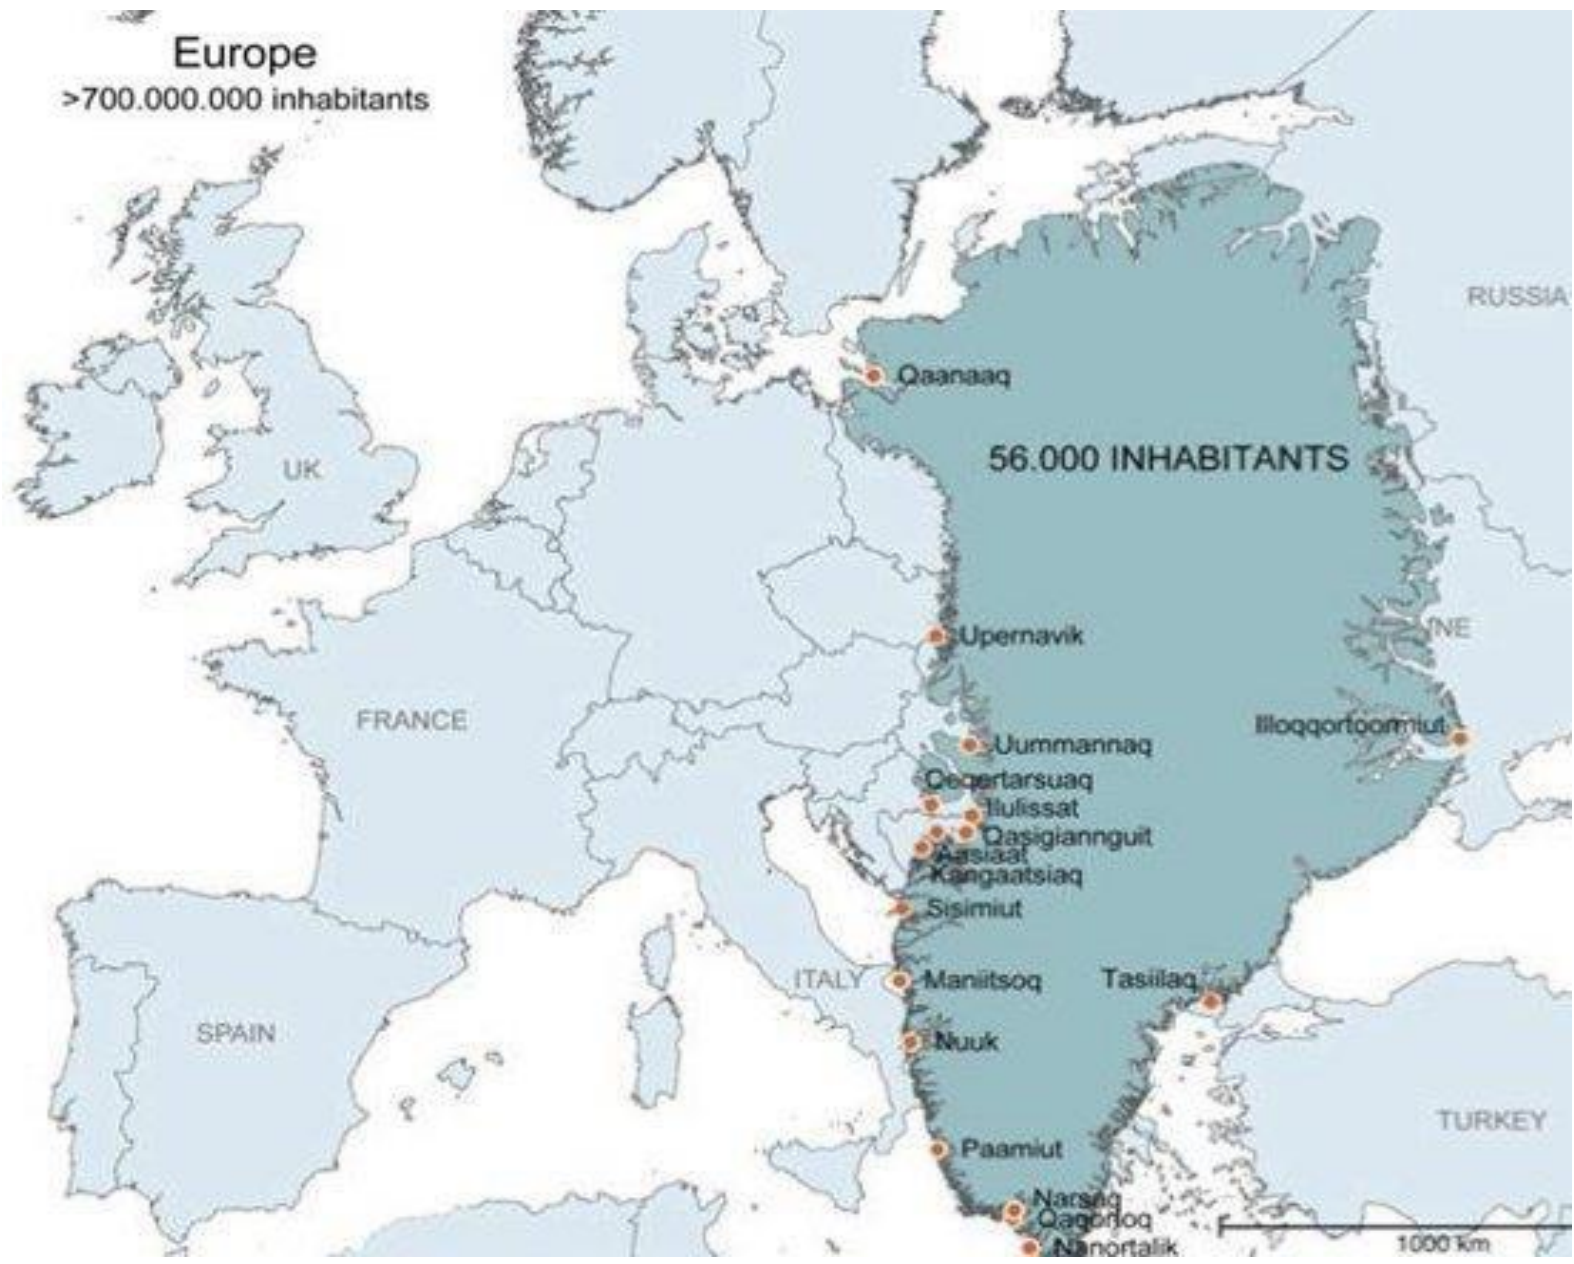 Europe
>700.000.000 inhabitants
RUSSIA
Qaanaaq
56.000 INHABITANTS
UK
Upernavik
NE
FRANCE
Illoqqortoormiut
Uummannaq
Qeqertarsuaq
Ilulissat
Qasigiannguit
Aasiaat
Kangaatsiaq
Sisimiut
ITALY
Maniitsoq
Tasiilaq
SPAIN
Nuuk
TURKEY
Paamiut
Narsaq
Qaqortoq
Nanortalik
1000 km